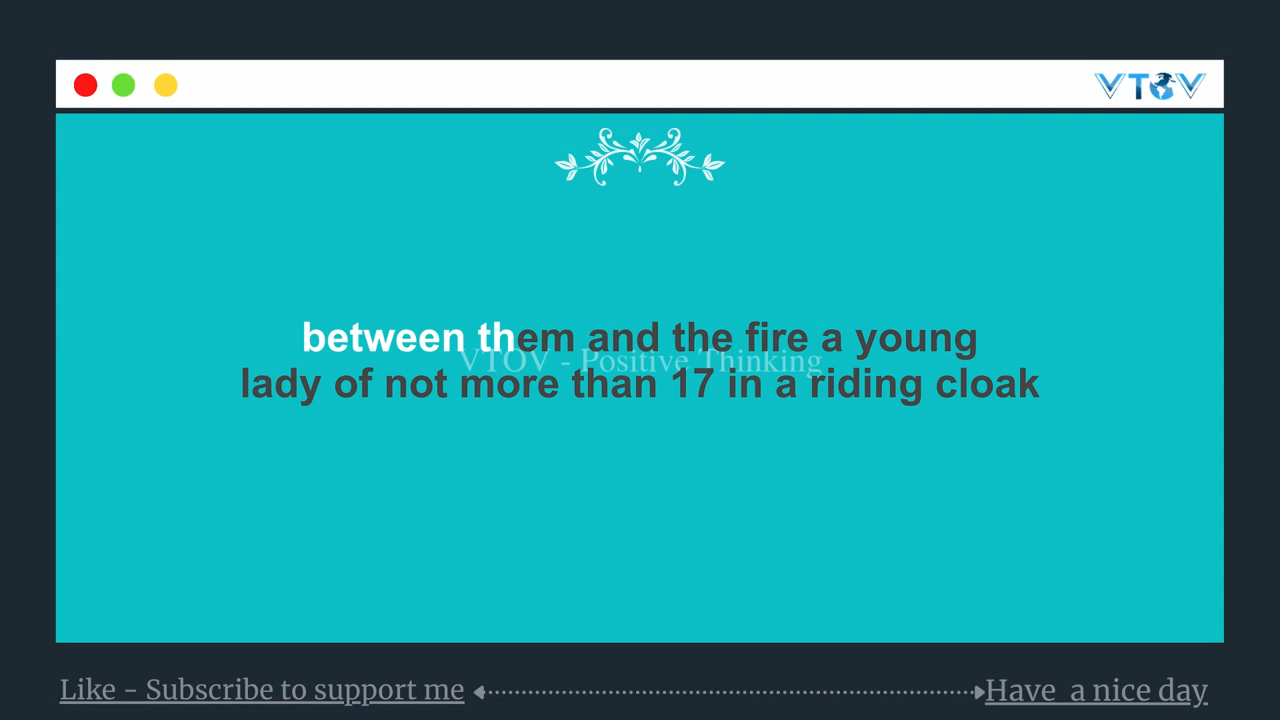 VTOV
between them and the fire a young
VTOV - Positive Thinking
lady of not more than 17 in a riding cloak
Like - Subscribe to support me
Have a nice day